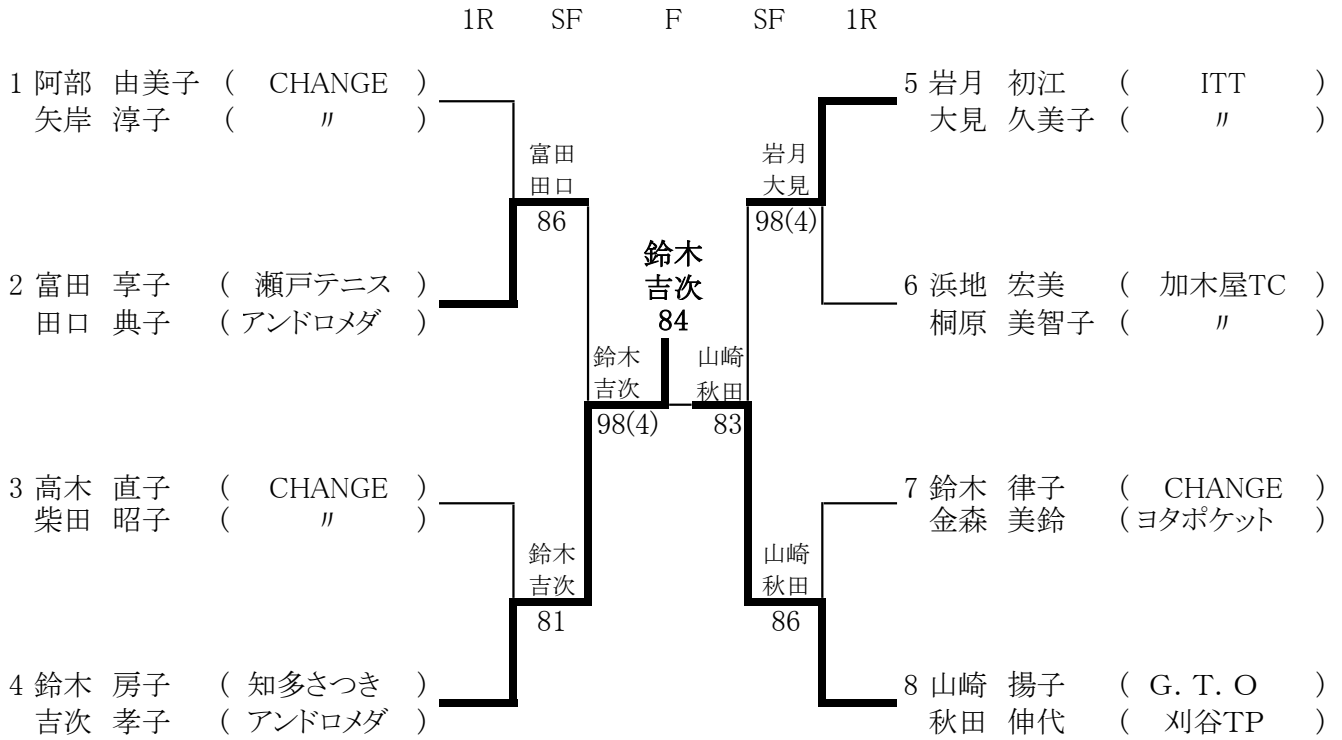 1R SF F SF 1R
1 阿部 由美子 ( CHANGE )
矢岸 淳子 ( 〃 )
5 岩月 初江 ( ITT )
大見 久美子 ( 〃 )
富田
田口
86
岩月
大見
98(4)
鈴木
吉次
84
2 富田 享子 ( 瀬戸テニス )
田口 典子 ( アンドロメダ )
6 浜地 宏美 ( 加木屋TC )
桐原 美智子 ( 〃 )
鈴木
吉次
98(4)
山崎
秋田
83
3 高木 直子 ( CHANGE )
柴田 昭子 ( 〃 )
7 鈴木 律子 ( CHANGE )
金森 美鈴 ( ヨタポケット )
鈴木
吉次
81
山崎
秋田
86
4 鈴木 房子 ( 知多さつき )
吉次 孝子 ( アンドロメダ )
8 山崎 揚子 ( G．T．O )
秋田 伸代 ( 刈谷TP )